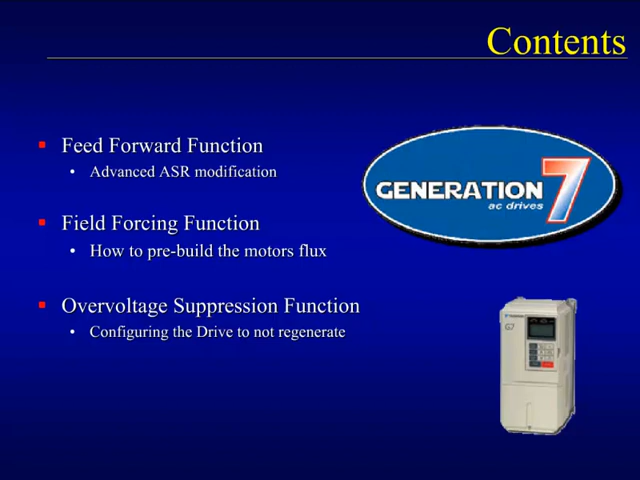 Contents
Feed Forward Function
Advanced ASR modification
Field Forcing Function
How to pre-build the motors flux
Overvoltage Suppression Function
Configuring the Drive to not regenerate
GENERATION 7
ac drives
G7